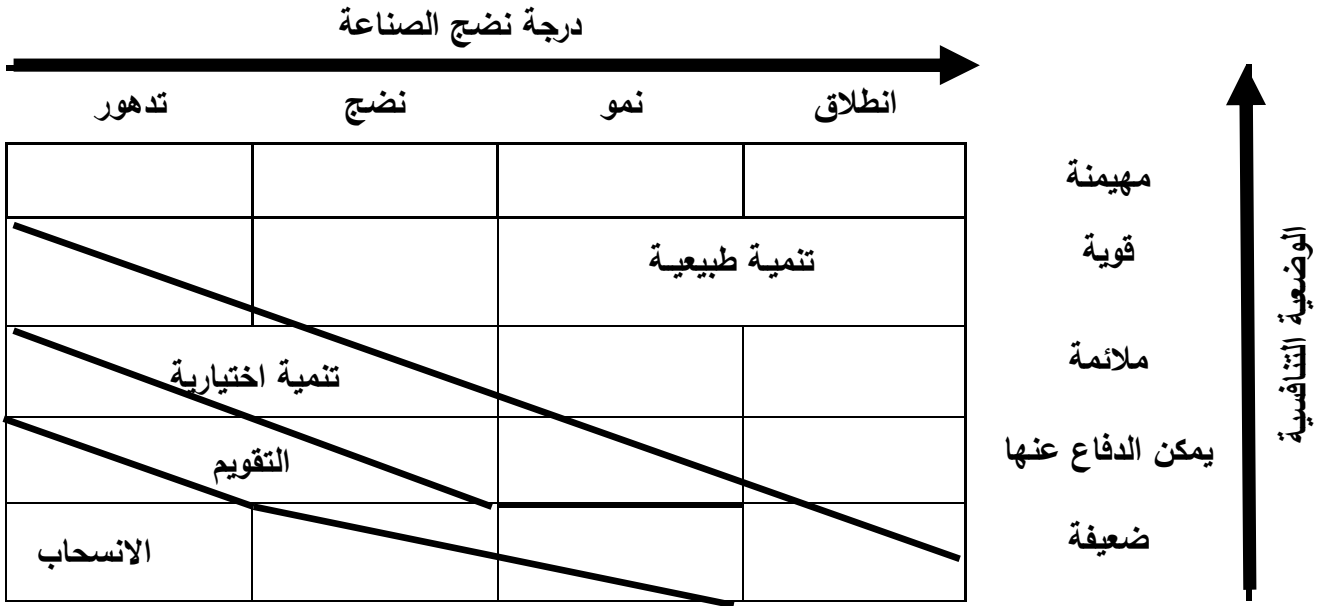 درجة نضج الصناعة
انطلاق نمو نضج تدهور
مهيمنة
قوية
تنمية طبيعية
ملائمة
تنمية اختيارية
يمكن الدفاع عنها
التقويم
ضعيفة
الانسحاب
الوضعية التنافسية